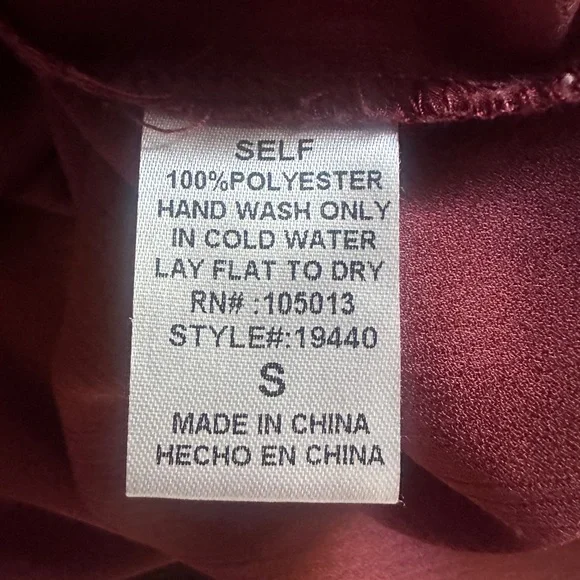 SELF
100%POLYESTER
HAND WASH ONLY
IN COLD WATER
LAY FLAT TO DRY
RN# :105013
STYLE#:19440
S
MADE IN CHINA
HECHO EN CHINA